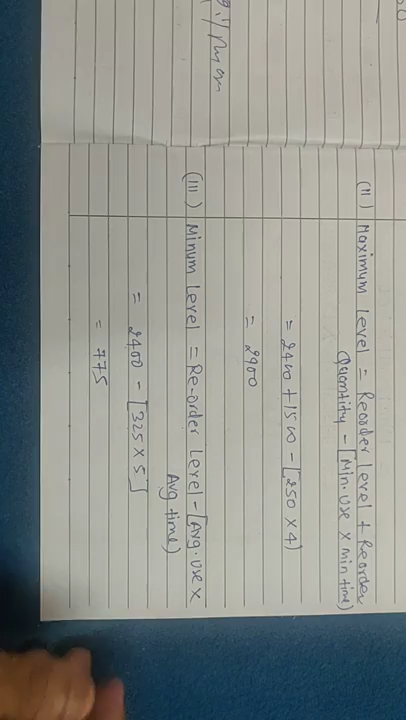 (II) Maximum level = Reorder level + Reorder
Quantity - [Min. Use X min time)
= 2400 + 1500 - [250 X 4)
= 2900
(III) Minum Level = Re-order Level - [Avg. Use X
Avg time)
= 2400 - [325 X 5]
= 775